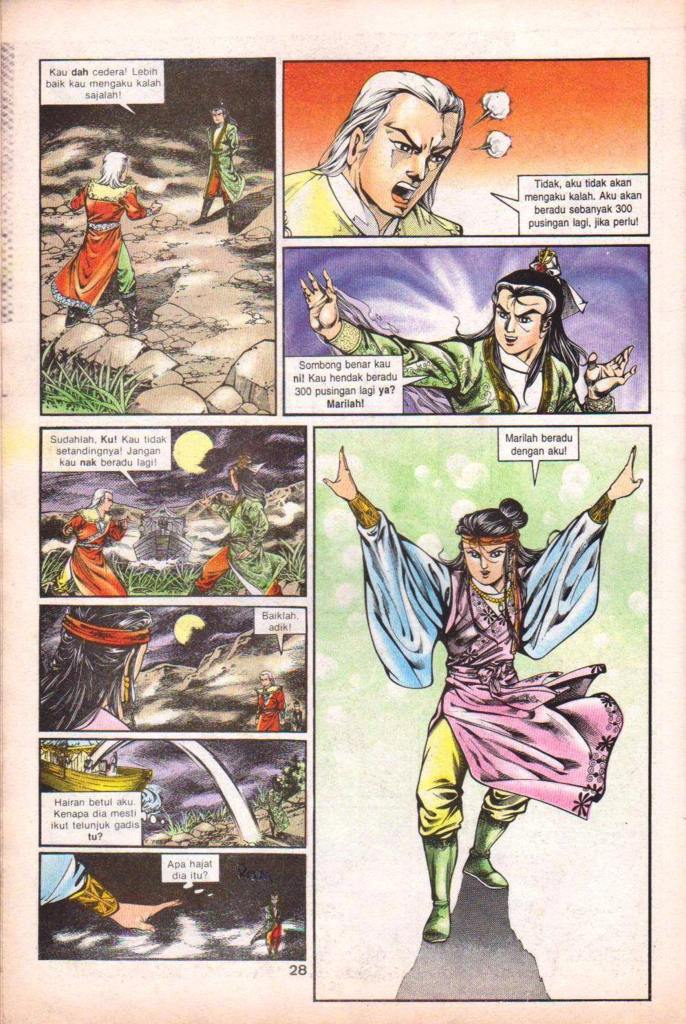 Kau dah cedera! Lebih
baik kau mengaku kalah
sajalah!
Tidak, aku tidak akan
mengaku kalah. Aku akan
beradu sebanyak 300
pusingan lagi, jika perlu!
Sombong benar kau
ni! Kau hendak beradu
300 pusingan lagi ya?
Marilah!
Sudahlah, Ku! Kau tidak
setandingnya! Jangan
kau nak beradu lagi!
Baiklah,
adik!
Hairan betul aku.
Kenapa dia mesti
ikut telunjuk gadis
tu?
Apa hajat
dia itu?
Marilah beradu
dengan aku!
28